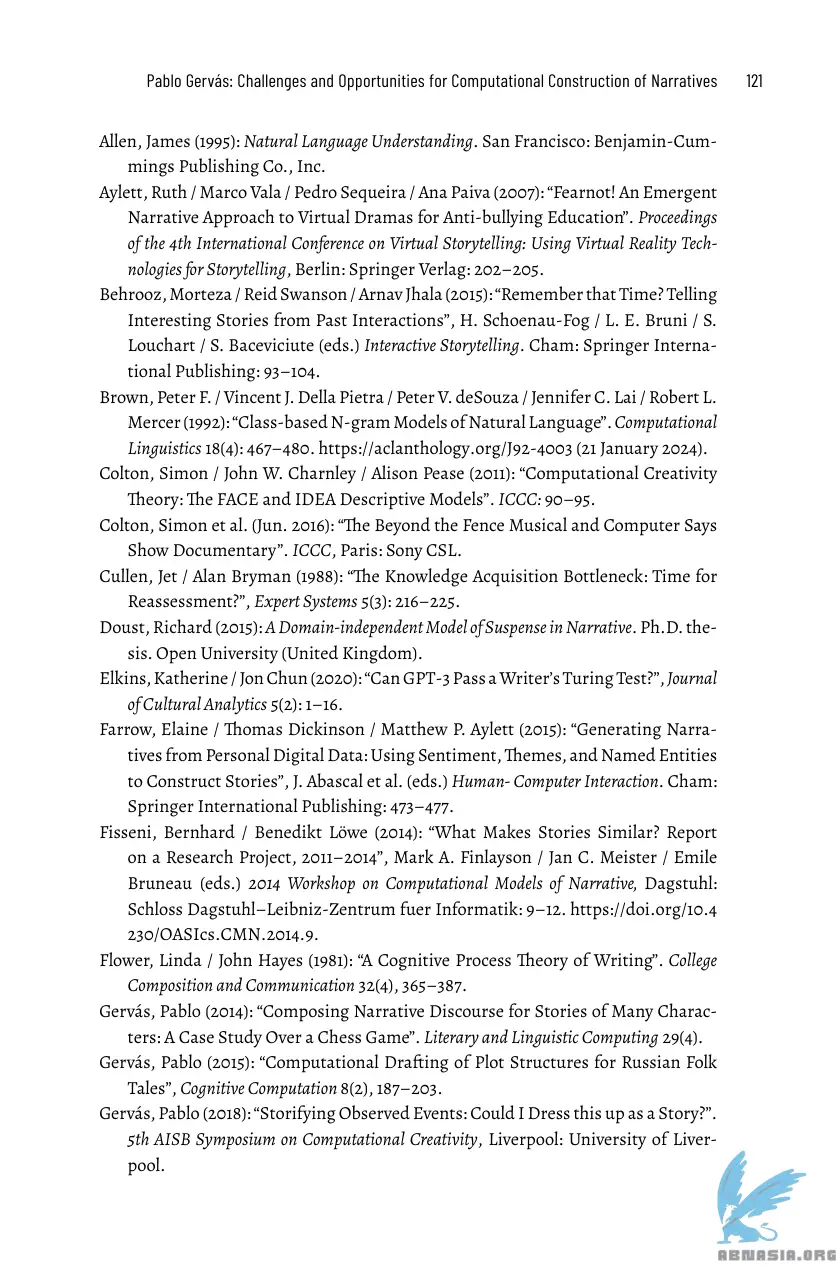 Pablo Gervás: Challenges and Opportunities for Computational Construction of Narratives 121
Allen, James (1995): Natural Language Understanding. San Francisco: Benjamin-Cum-
mings Publishing Co., Inc.
Aylett, Ruth / Marco Vala / Pedro Sequeira / Ana Paiva (2007): “Fearnot! An Emergent
Narrative Approach to Virtual Dramas for Anti-bullying Education”. Proceedings
of the 4th International Conference on Virtual Storytelling: Using Virtual Reality Tech-
nologies for Storytelling, Berlin: Springer Verlag: 202–205.
Behrooz, Morteza / Reid Swanson / Arnav Jhala (2015): “Remember that Time? Telling
Interesting Stories from Past Interactions”, H. Schoenau-Fog / L. E. Bruni / S.
Louchart / S. Baceviciute (eds.) Interactive Storytelling. Cham: Springer Interna-
tional Publishing: 93–104.
Brown, Peter F. / Vincent J. Della Pietra / Peter V. deSouza / Jennifer C. Lai / Robert L.
Mercer (1992): “Class-based N-gram Models of Natural Language”. Computational
Linguistics 18(4): 467–480. https://aclanthology.org/J92-4003 (21 January 2024).
Colton, Simon / John W. Charnley / Alison Pease (2011): “Computational Creativity
Theory: The FACE and IDEA Descriptive Models”. ICCC: 90–95.
Colton, Simon et al. (Jun. 2016): “The Beyond the Fence Musical and Computer Says
Show Documentary”. ICCC, Paris: Sony CSL.
Cullen, Jet / Alan Bryman (1988): “The Knowledge Acquisition Bottleneck: Time for
Reassessment?”, Expert Systems 5(3): 216–225.
Doust, Richard (2015): A Domain-independent Model of Suspense in Narrative. Ph.D. the-
sis. Open University (United Kingdom).
Elkins, Katherine / Jon Chun (2020): “Can GPT-3 Pass a Writer’s Turing Test?”, Journal
of Cultural Analytics 5(2): 1–16.
Farrow, Elaine / Thomas Dickinson / Matthew P. Aylett (2015): “Generating Narra-
tives from Personal Digital Data: Using Sentiment, Themes, and Named Entities
to Construct Stories”, J. Abascal et al. (eds.) Human- Computer Interaction. Cham:
Springer International Publishing: 473–477.
Fisseni, Bernhard / Benedikt Löwe (2014): “What Makes Stories Similar? Report
on a Research Project, 2011–2014”, Mark A. Finlayson / Jan C. Meister / Emile
Bruneau (eds.) 2014 Workshop on Computational Models of Narrative, Dagstuhl:
Schloss Dagstuhl–Leibniz-Zentrum fuer Informatik: 9–12. https://doi.org/10.4
230/OASIcs.CMN.2014.9.
Flower, Linda / John Hayes (1981): “A Cognitive Process Theory of Writing”. College
Composition and Communication 32(4), 365–387.
Gervás, Pablo (2014): “Composing Narrative Discourse for Stories of Many Charac-
ters: A Case Study Over a Chess Game”. Literary and Linguistic Computing 29(4).
Gervás, Pablo (2015): “Computational Drafting of Plot Structures for Russian Folk
Tales”, Cognitive Computation 8(2), 187–203.
Gervás, Pablo (2018): “Storifying Observed Events: Could I Dress this up as a Story?”.
5th AISB Symposium on Computational Creativity, Liverpool: University of Liver-
pool.
ABNASIA.ORG